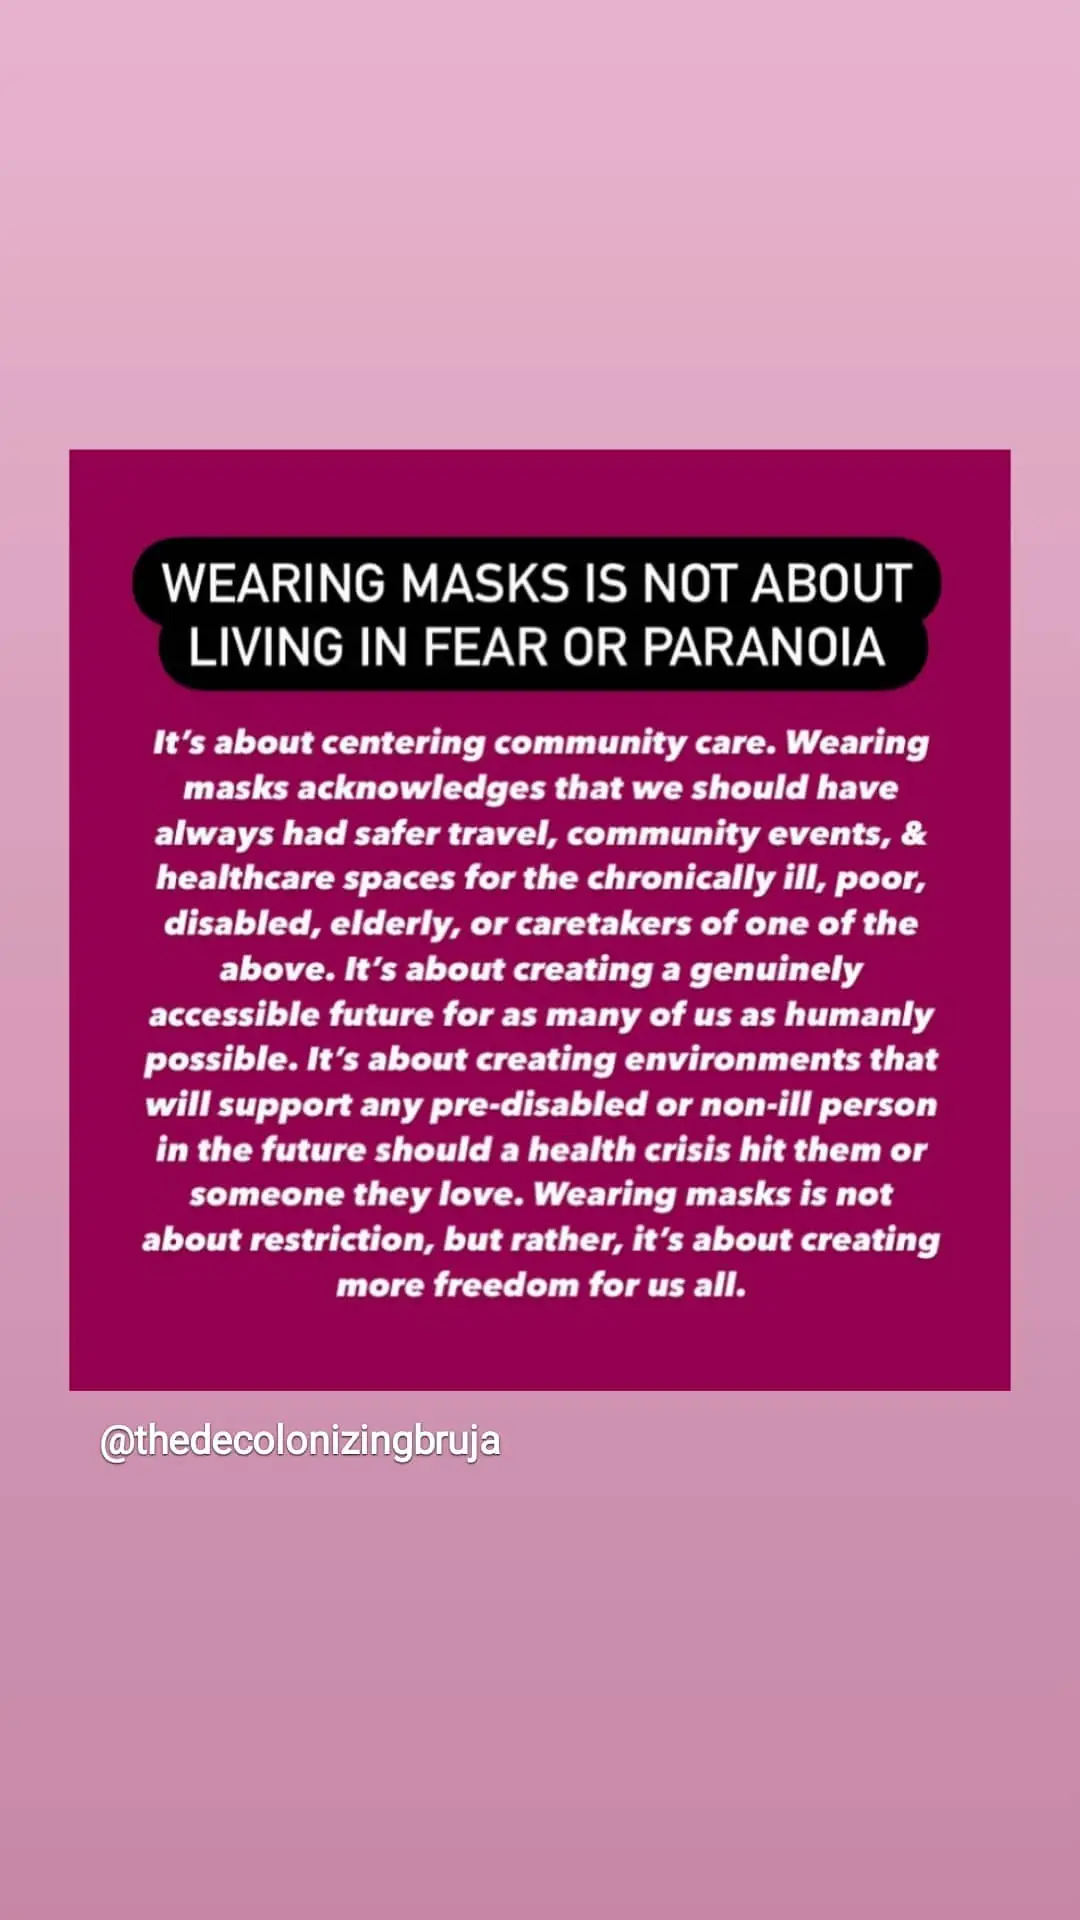 WEARING MASKS IS NOT ABOUT
LIVING IN FEAR OR PARANOIA
It's about centering community care. Wearing
masks acknowledges that we should have
always had safer travel, community events, &
healthcare spaces for the chronically ill, poor,
disabled, elderly, or caretakers of one of the
above. It's about creating a genuinely
accessible future for as many of us as humanly
possible. It's about creating environments that
will support any pre-disabled or non-ill person
in the future should a health crisis hit them or
someone they love. Wearing masks is not
about restriction, but rather, it's about creating
more freedom for us all.
@thedecolonizingbruja